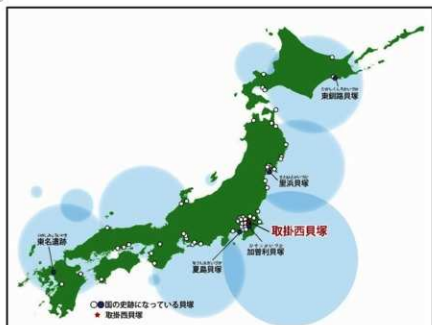 東釧路貝塚
里浜貝塚
取掛西貝塚
加曽利貝塚
夏島貝塚
東名遺跡
○●国の史跡になっている貝塚
★ 取掛西貝塚